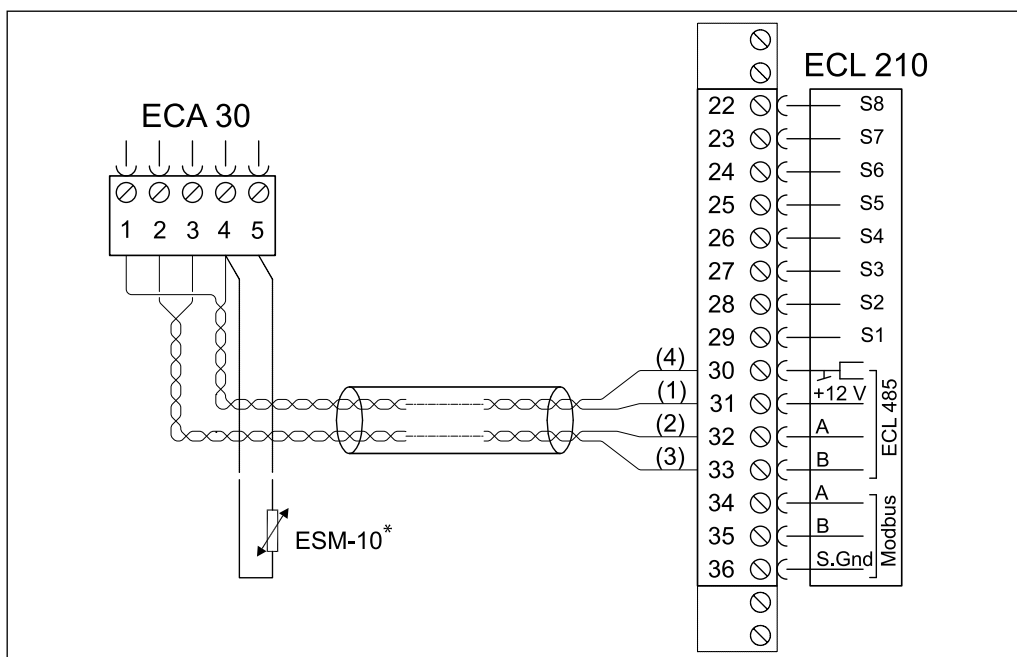 ECL 210
ECA 30
1 2 3 4 5
22 S8
23 S7
24 S6
25 S5
26 S4
27 S3
28 S2
29 S1
(4) 30
(1) 31 +12 V
(2) 32 A
(3) 33 B
ECL 485
34 A
35 B
36 S.Gnd
Modbus
ESM-10*